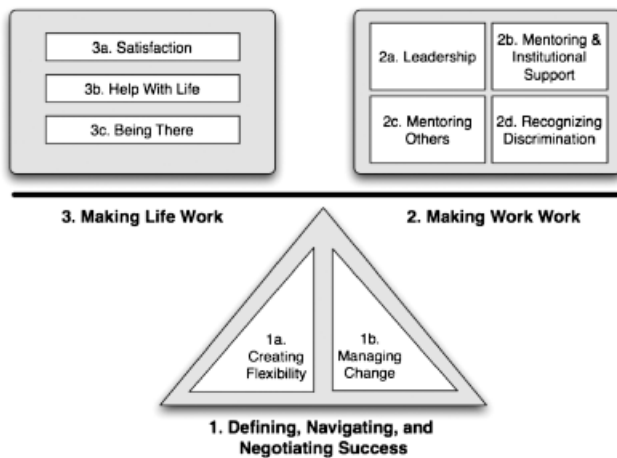 3a. Satisfaction
3b. Help With Life
3c. Being There
2a. Leadership
2b. Mentoring &
Institutional
Support
2c. Mentoring
Others
2d. Recognizing
Discrimination
3. Making Life Work
2. Making Work Work
1a.
Creating
Flexibility
1b.
Managing
Change
1. Defining, Navigating, and
Negotiating Success